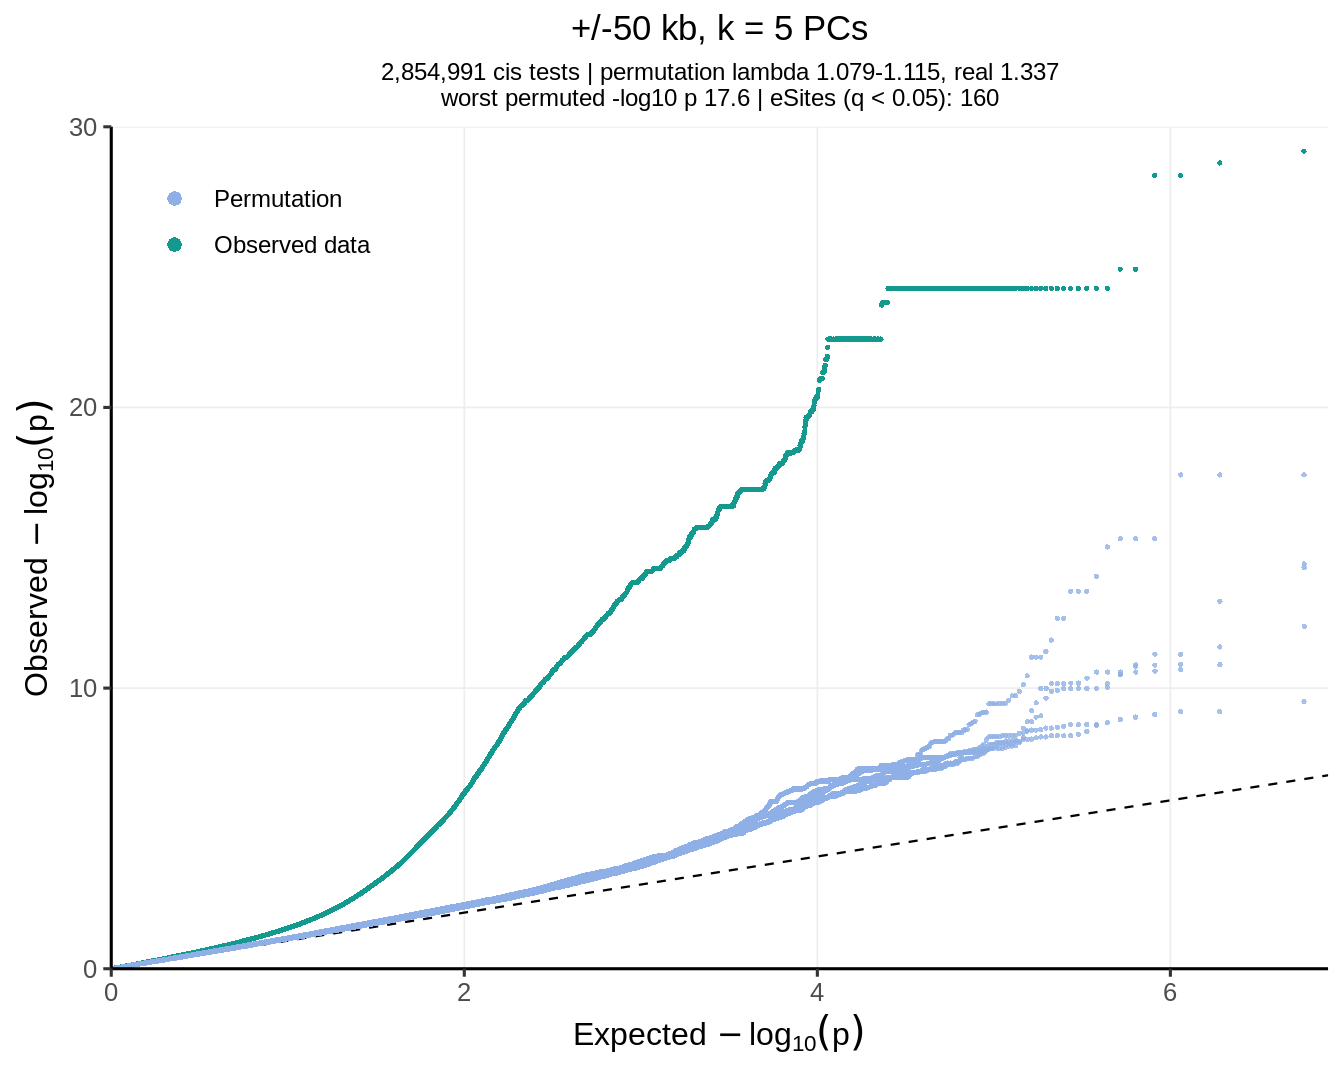 +/-50 kb, k = 5 PCs
2,854,991 cis tests | permutation lambda 1.079-1.115, real 1.337
worst permuted -log10 p 17.6 | eSites (q < 0.05): 160
30
Permutation
Observed data
20
Observed −log10(p)
10
0
0 2 4 6
Expected −log10(p)